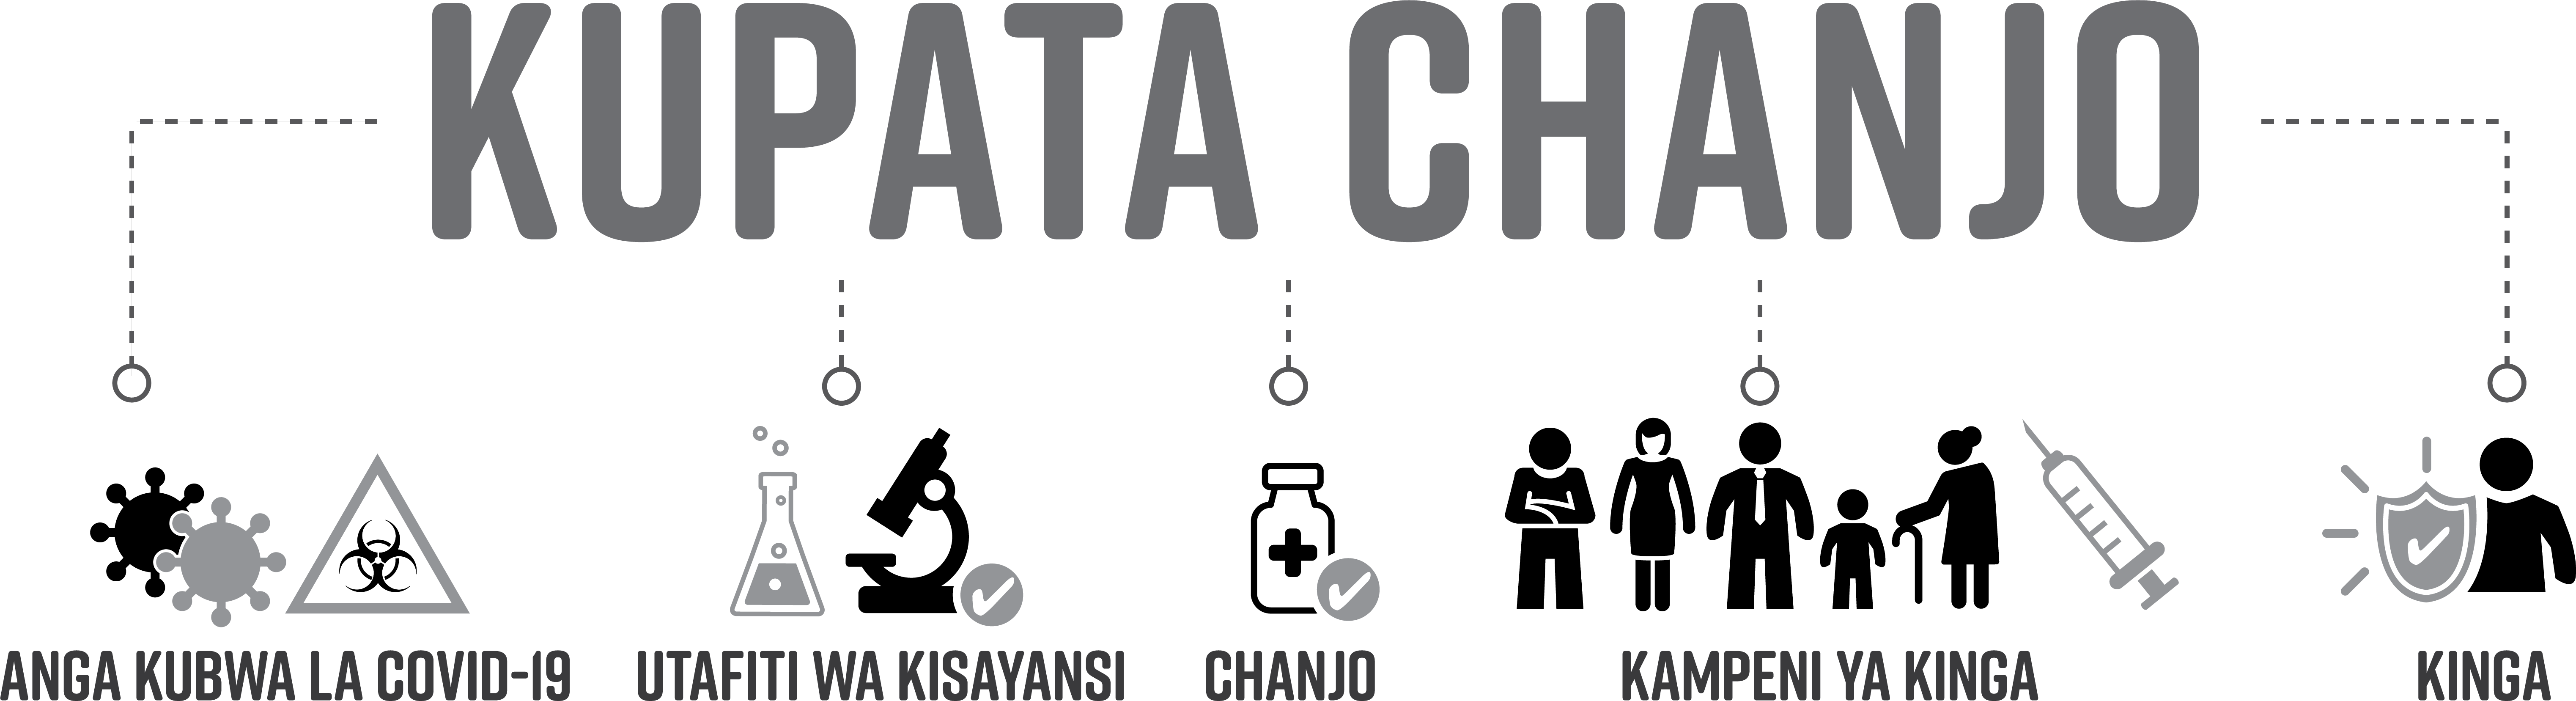 KUPATA CHANJO
ANGA KUBWA LA COVID-19
UTAFITI WA KISAYANSI
CHANJO
KAMPENI YA KINGA
KINGA